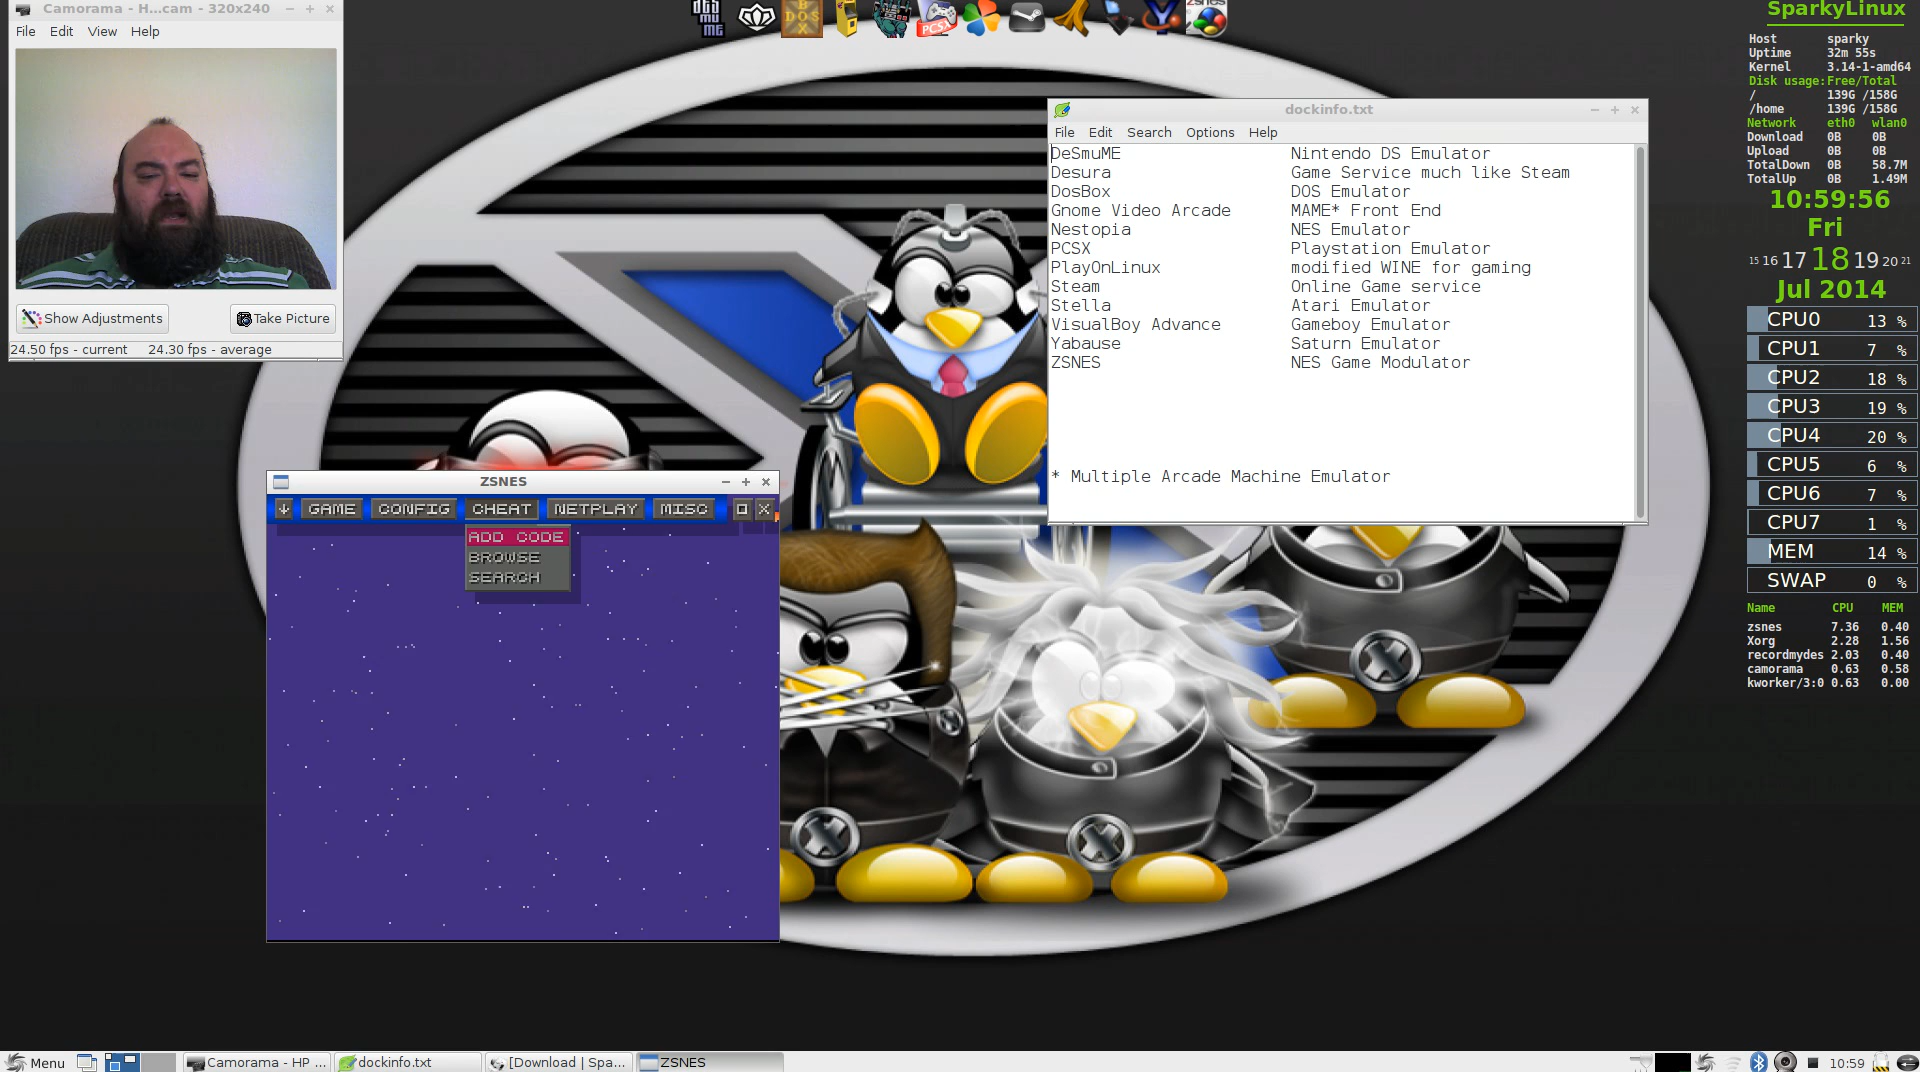 Camorama - H...cam - 320x240
File Edit View Help
Show Adjustments Take Picture
24.50 fps - current 24.30 fps - average
DOS
PCSX
zsnes
dockinfo.txt
File Edit Search Options Help
DeSmuME Nintendo DS Emulator
Desura Game Service much like Steam
DosBox DOS Emulator
Gnome Video Arcade MAME* Front End
Nestopia NES Emulator
PCSX Playstation Emulator
PlayOnLinux modified WINE for gaming
Steam Online Game service
Stella Atari Emulator
VisualBoy Advance Gameboy Emulator
Yabause Saturn Emulator
ZSNES NES Game Modulator
* Multiple Arcade Machine Emulator
ZSNES
GAME CONFIG CHEAT NETPLAY MISC
ADD CODE
BROWSE
SEARCH
SparkyLinux
Host sparky
Uptime 32m 55s
Kernel 3.14-1-amd64
Disk usage:Free/Total
/ 139G /158G
/home 139G /158G
Network eth0 wlan0
Download 0B 0B
Upload 0B 0B
TotalDown 0B 58.7M
TotalUp 0B 1.49M
10:59:56
Fri
15 16 17 18 19 20 21
Jul 2014
CPU0 13 %
CPU1 7 %
CPU2 18 %
CPU3 19 %
CPU4 20 %
CPU5 6 %
CPU6 7 %
CPU7 1 %
MEM 14 %
SWAP 0 %
Name CPU MEM
zsnes 7.36 0.40
Xorg 2.28 1.56
recordmydes 2.03 0.40
camorama 0.63 0.58
kworker/3:0 0.63 0.00
Menu Camorama - HP ... dockinfo.txt [Download | Spa... ZSNES 10:59